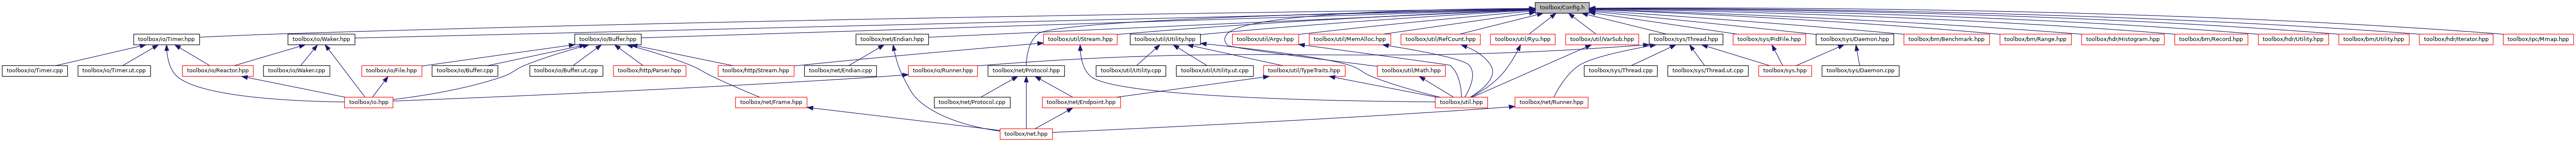 toolbox/Config.h
toolbox/io/Timer.hpp
toolbox/io/Waker.hpp
toolbox/io/Buffer.hpp
toolbox/net/Endian.hpp
toolbox/util/Stream.hpp
toolbox/util/Utility.hpp
toolbox/util/Argv.hpp
toolbox/util/MemAlloc.hpp
toolbox/util/RefCount.hpp
toolbox/util/Ryu.hpp
toolbox/util/VarSub.hpp
toolbox/sys/Thread.hpp
toolbox/sys/PidFile.hpp
toolbox/sys/Daemon.hpp
toolbox/bm/Benchmark.hpp
toolbox/bm/Range.hpp
toolbox/hdr/Histogram.hpp
toolbox/bm/Record.hpp
toolbox/hdr/Utility.hpp
toolbox/bm/Utility.hpp
toolbox/hdr/Iterator.hpp
toolbox/ipc/Mmap.hpp
toolbox/io/Timer.cpp
toolbox/io/Timer.ut.cpp
toolbox/io/Reactor.hpp
toolbox/io/Waker.cpp
toolbox/io/File.hpp
toolbox/io/Buffer.cpp
toolbox/io/Buffer.ut.cpp
toolbox/http/Parser.hpp
toolbox/http/Stream.hpp
toolbox/net/Endian.cpp
toolbox/io/Runner.hpp
toolbox/net/Protocol.hpp
toolbox/util/Utility.cpp
toolbox/util/Utility.ut.cpp
toolbox/util/TypeTraits.hpp
toolbox/util/Math.hpp
toolbox/sys/Thread.cpp
toolbox/sys/Thread.ut.cpp
toolbox/sys.hpp
toolbox/sys/Daemon.cpp
toolbox/io.hpp
toolbox/net/Frame.hpp
toolbox/net/Protocol.cpp
toolbox/net/Endpoint.hpp
toolbox/util.hpp
toolbox/net/Runner.hpp
toolbox/net.hpp